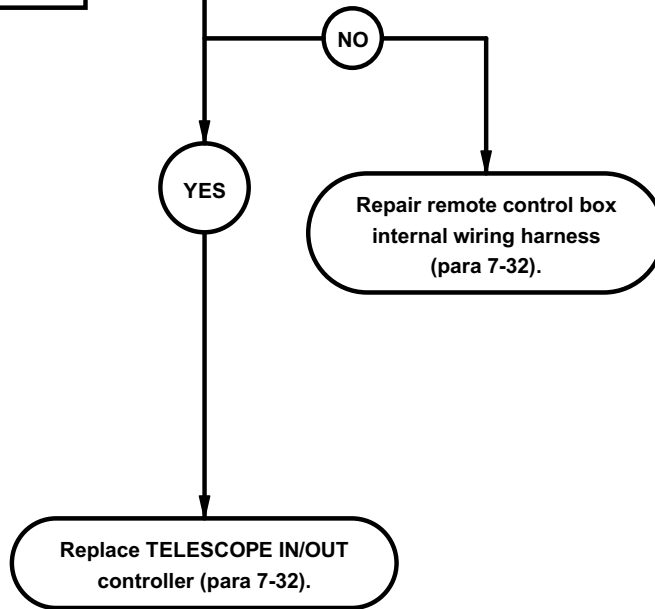 NO
YES
Repair remote control box
internal wiring harness
(para 7-32).
Replace TELESCOPE IN/OUT
controller (para 7-32).